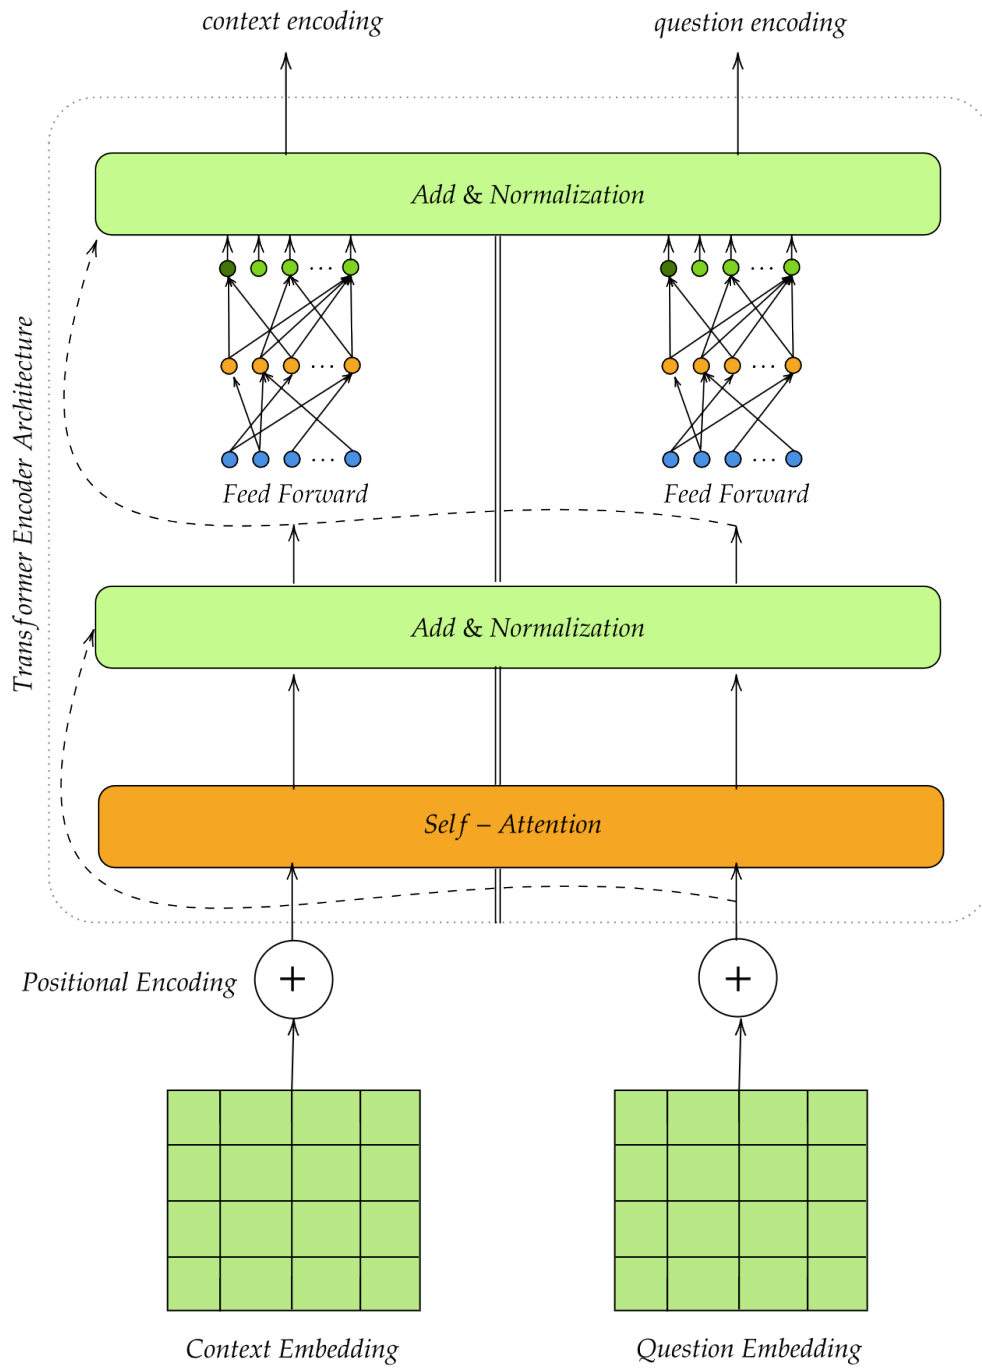 context encoding
question encoding
Add & Normalization
Transformer Encoder Architecture
Feed Forward
Feed Forward
Add & Normalization
Self – Attention
Positional Encoding
+
+
Context Embedding
Question Embedding